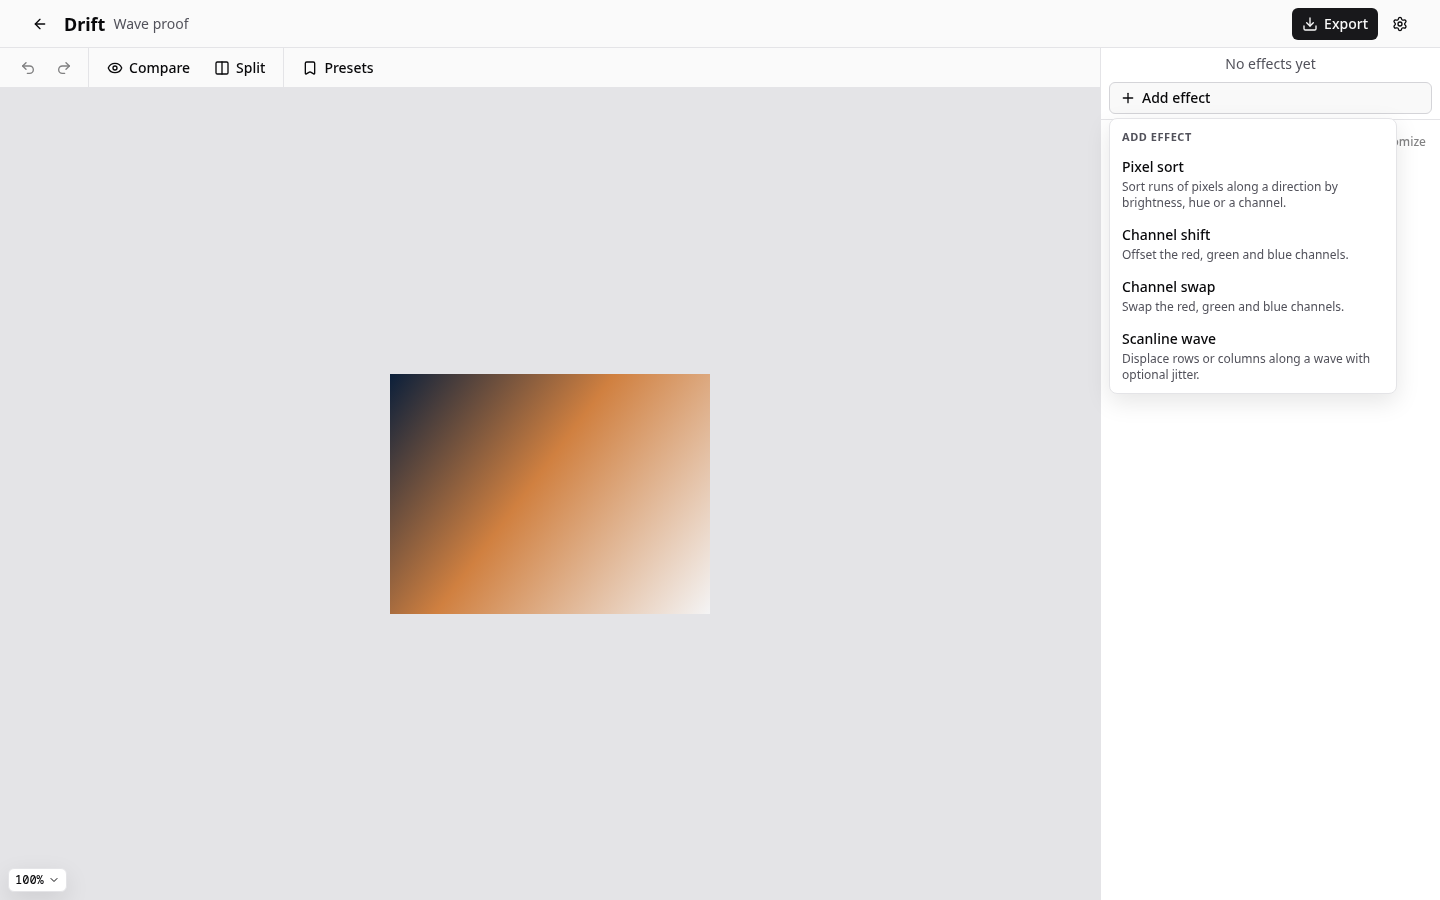 Drift Wave proof
Export
Compare
Split
Presets
No effects yet
Add effect
ADD EFFECT
Pixel sort
Sort runs of pixels along a direction by
brightness, hue or a channel.
Channel shift
Offset the red, green and blue channels.
Channel swap
Swap the red, green and blue channels.
Scanline wave
Displace rows or columns along a wave with
optional jitter.
100%